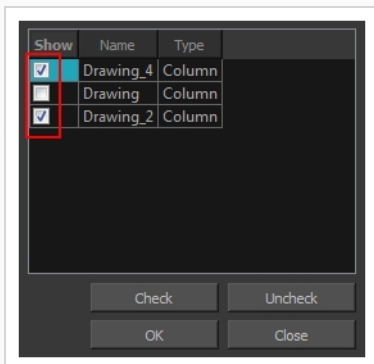 Show Name Type
Drawing_4 Column
Drawing Column
Drawing_2 Column
Check Uncheck
OK Close